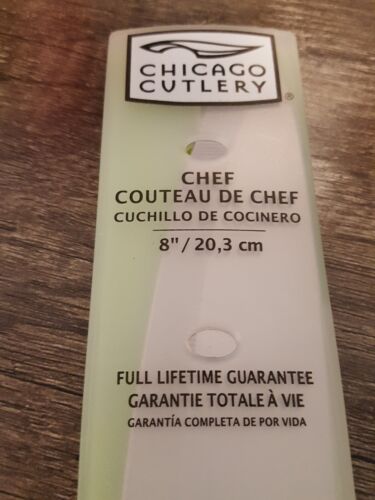 CHICAGO
CUTLERY
®
CHEF
COUTEAU DE CHEF
CUCHILLO DE COCINERO
8"/20,3 cm
FULL LIFETIME GUARANTEE
GARANTIE TOTALE À VIE
GARANTÍA COMPLETA DE POR VIDA